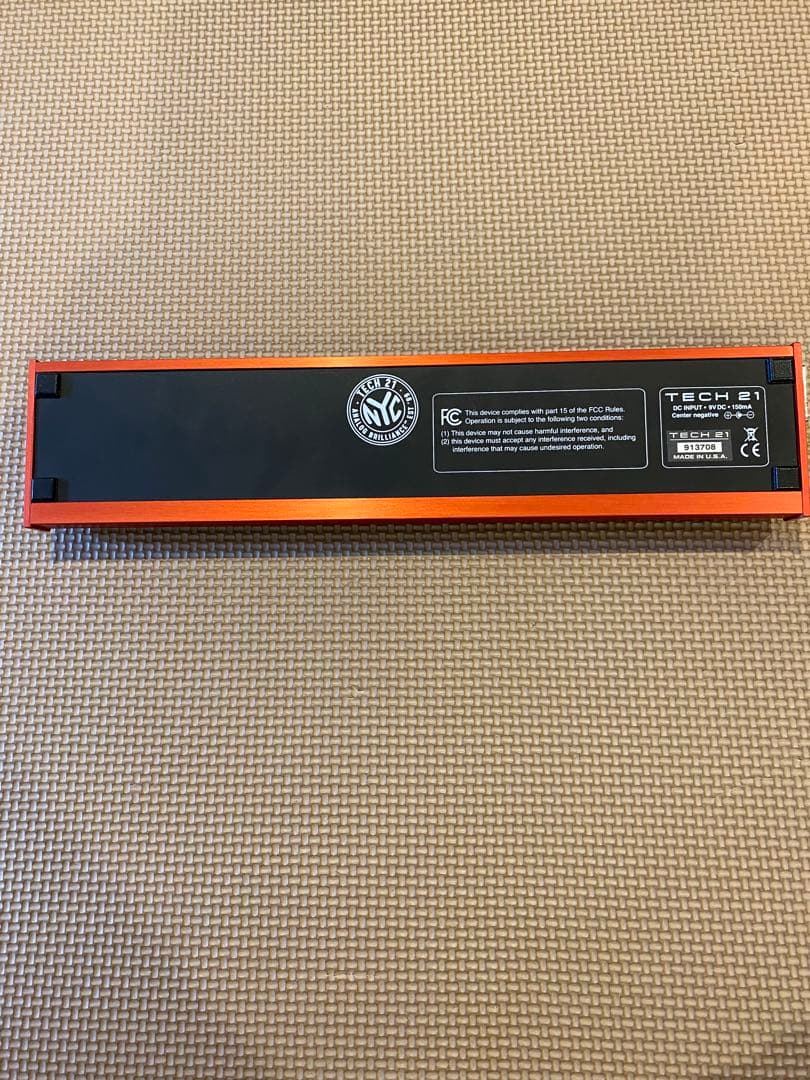 TECH 21 · EST. '89 · ANALOG BRILLIANCE
NYC
FC
This device complies with part 15 of the FCC Rules.
Operation is subject to the following two conditions:
(1) This device may not cause harmful interference, and
(2) this device must accept any interference received, including
interference that may cause undesired operation.
TECH 21
DC INPUT • 9V DC • 150mA
Center negative
TECH 21
913708
MADE IN U.S.A.
CE